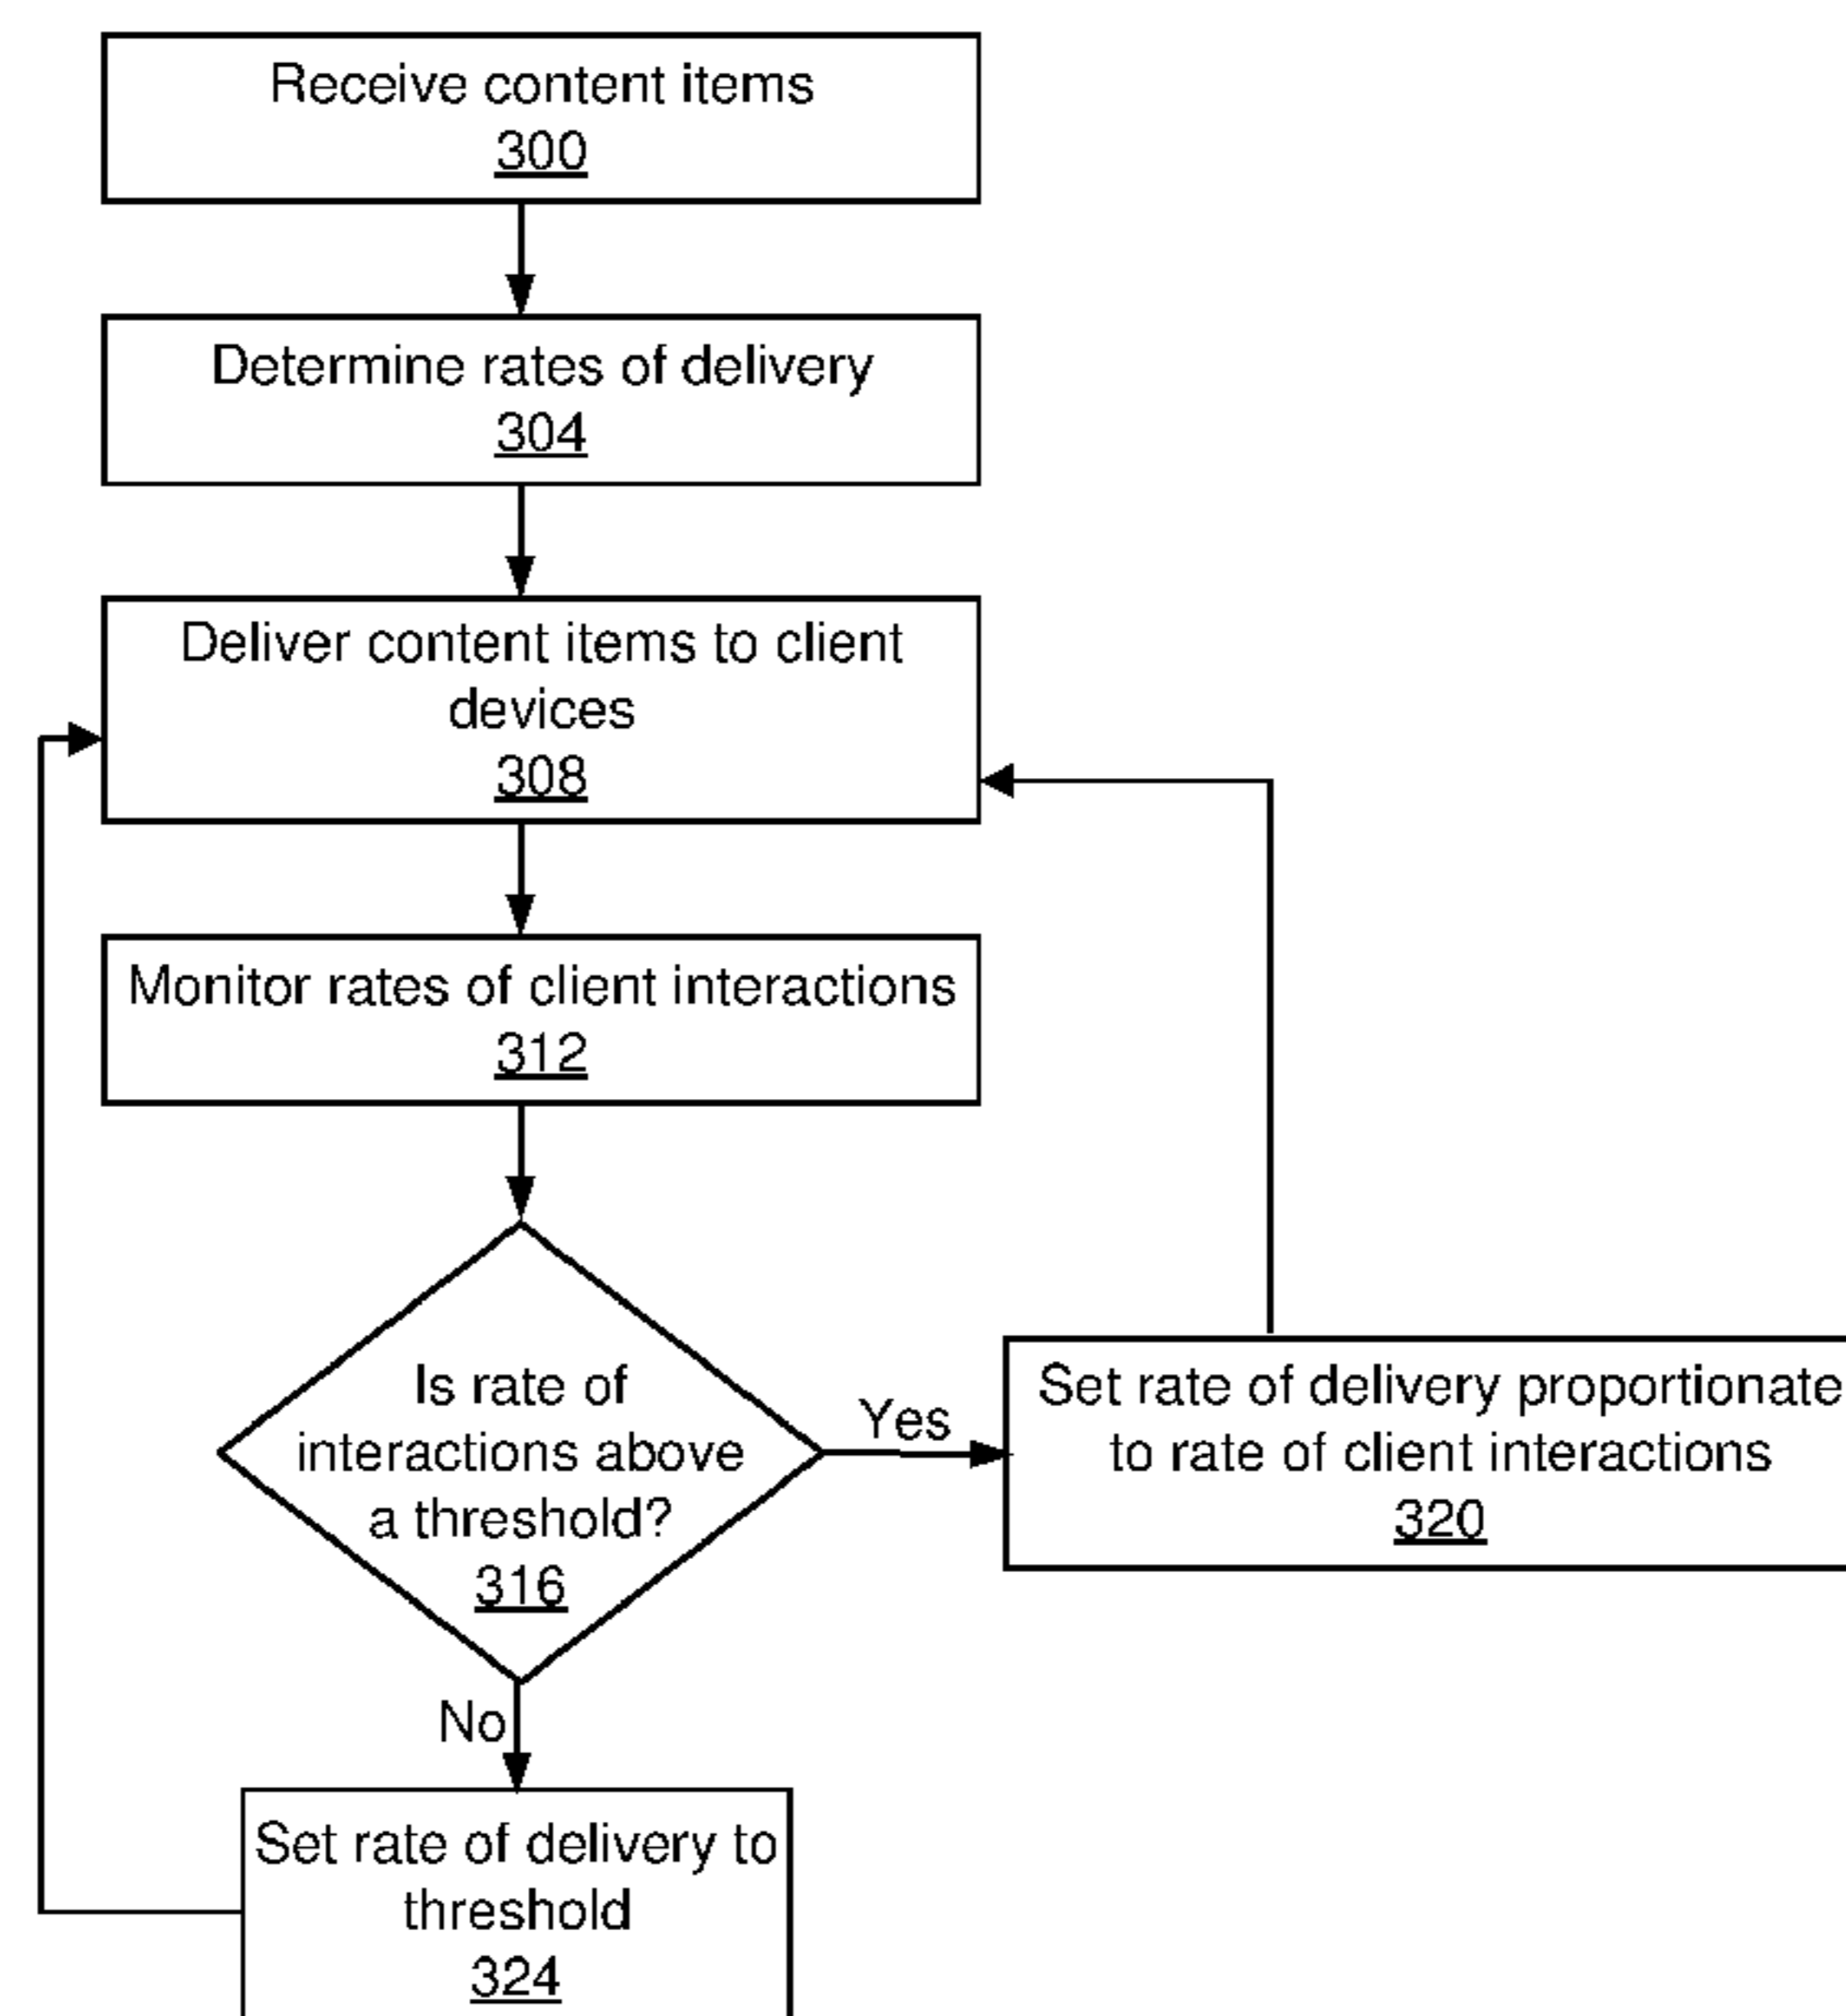 Receive content items
300
Determine rates of delivery
304
Deliver content items to client
devices
308
Monitor rates of client interactions
312
Is rate of
interactions above
a threshold?
316
Yes
Set rate of delivery proportionate
to rate of client interactions
320
No
Set rate of delivery to
threshold
324